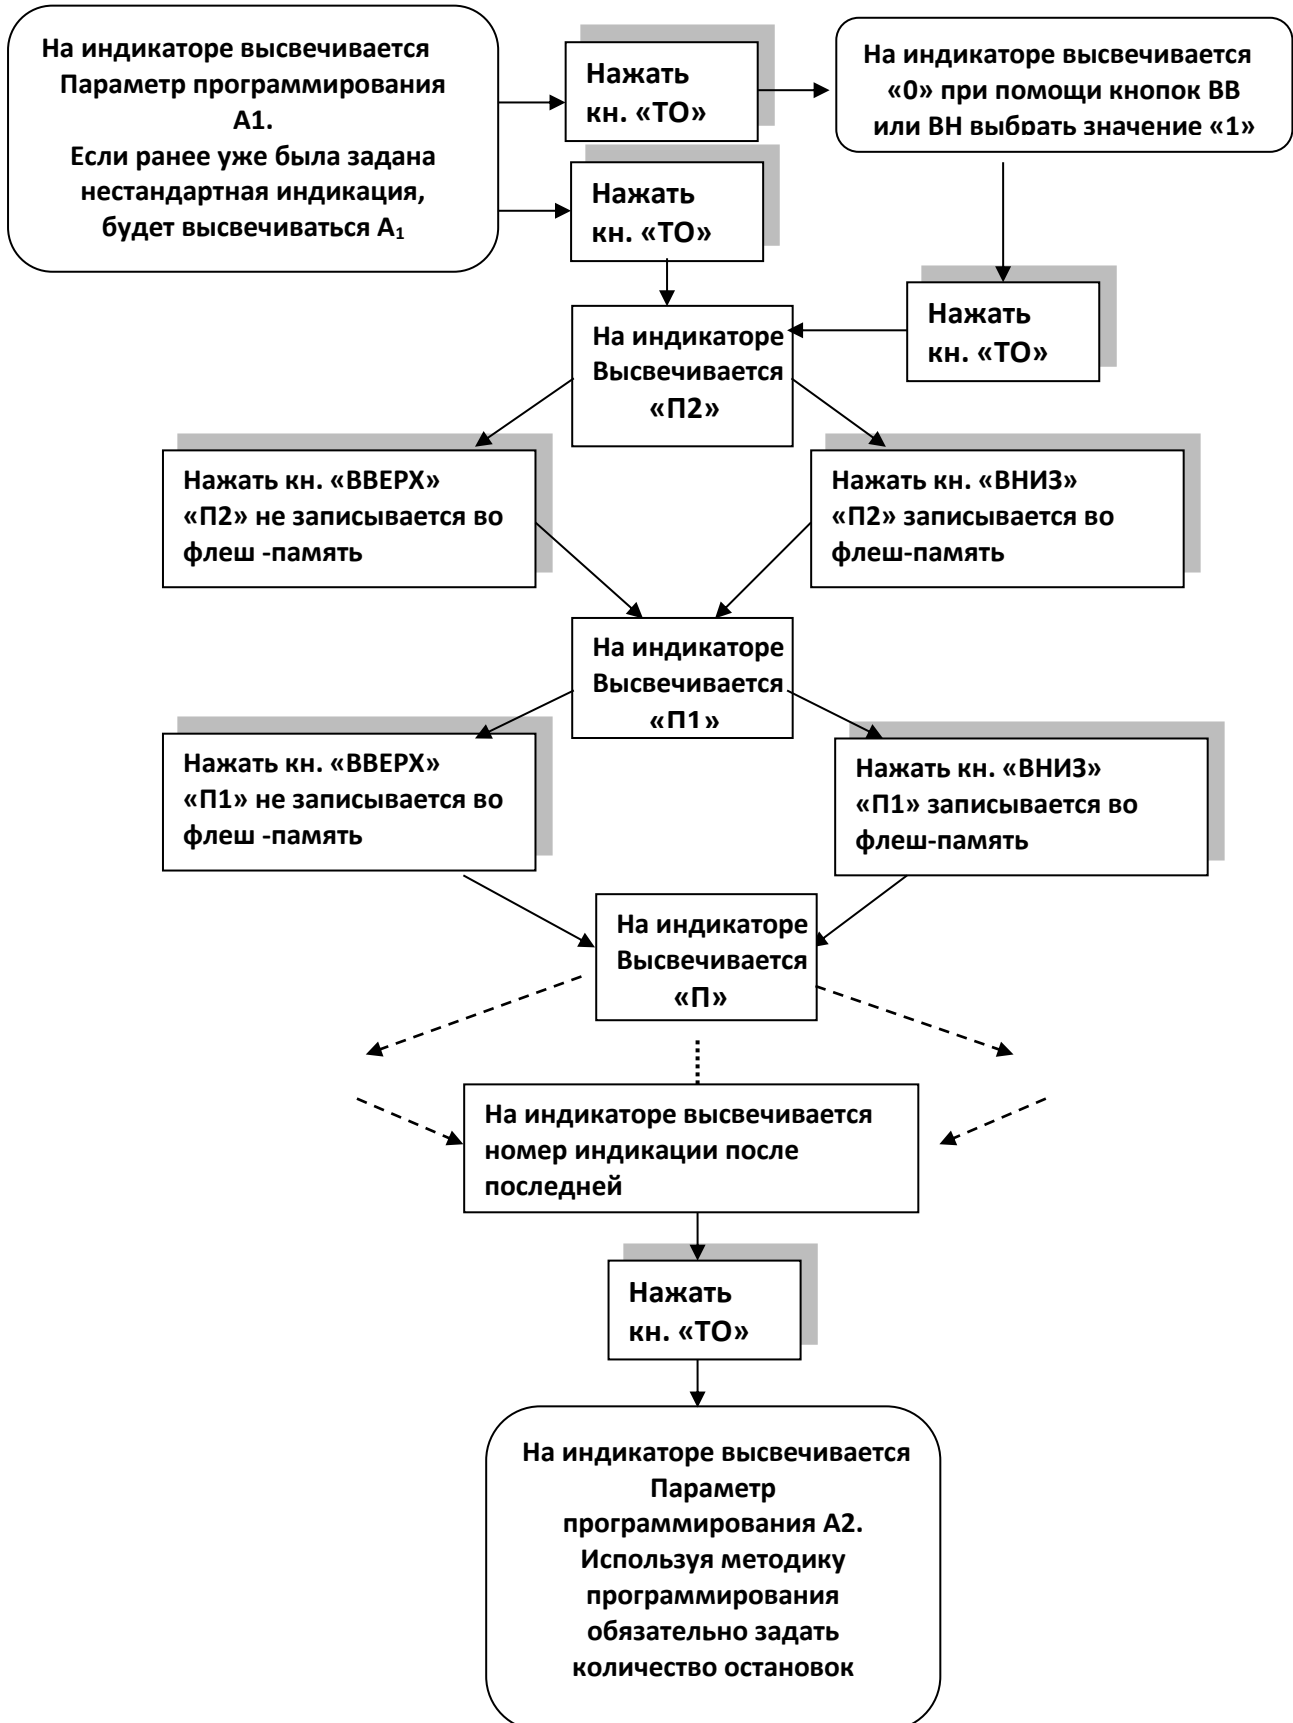 На индикаторе высвечивается
Параметр программирования
А1.
Если ранее уже была задана
нестандартная индикация,
будет высвечиваться А₁
Нажать
кн. «ТО»
На индикаторе высвечивается
«0» при помощи кнопок ВВ
или ВН выбрать значение «1»
Нажать
кн. «ТО»
Нажать
кн. «ТО»
На индикаторе
Высвечивается
«П2»
Нажать кн. «ВВЕРХ»
«П2» не записывается во
флеш -память
Нажать кн. «ВНИЗ»
«П2» записывается во
флеш-память
На индикаторе
Высвечивается
«П1»
Нажать кн. «ВВЕРХ»
«П1» не записывается во
флеш -память
Нажать кн. «ВНИЗ»
«П1» записывается во
флеш-память
На индикаторе
Высвечивается
«П»
На индикаторе высвечивается
номер индикации после
последней
Нажать
кн. «ТО»
На индикаторе высвечивается
Параметр
программирования А2.
Используя методику
программирования
обязательно задать
количество остановок